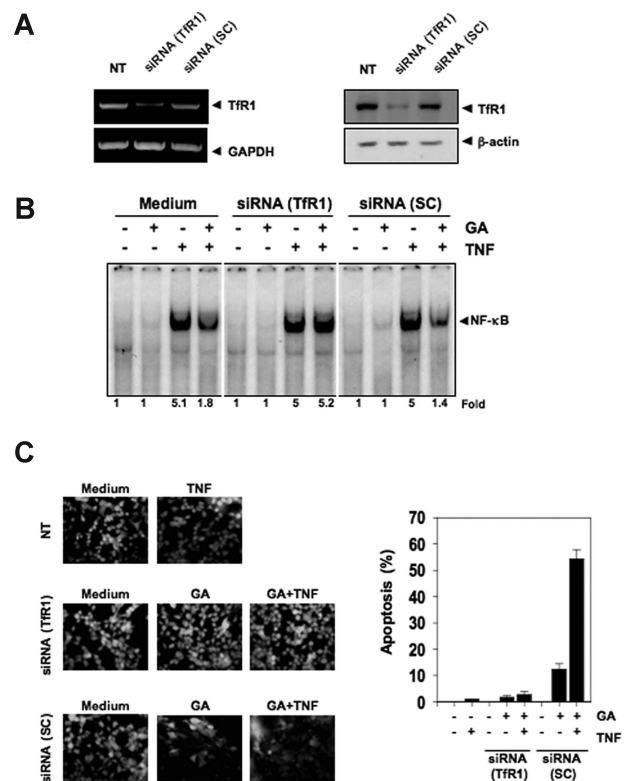 A
NT siRNA (TfR1) siRNA (SC)
TfR1
GAPDH
NT siRNA (TfR1) siRNA (SC)
TfR1
β-actin
B
Medium siRNA (TfR1) siRNA (SC)
- + - + - + - + - + - + GA
- - + + - - + + - - + + TNF
NF-κB
1 1 5.1 1.8 1 1 5 5.2 1 1 5 1.4 Fold
C
Medium TNF
NT
Medium GA GA+TNF
siRNA (TfR1)
Medium GA GA+TNF
siRNA (SC)
Apoptosis (%)
70
60
50
40
30
20
10
0
- - - + + - + + GA
- + - - + - - + TNF
siRNA (TfR1)
siRNA (SC)